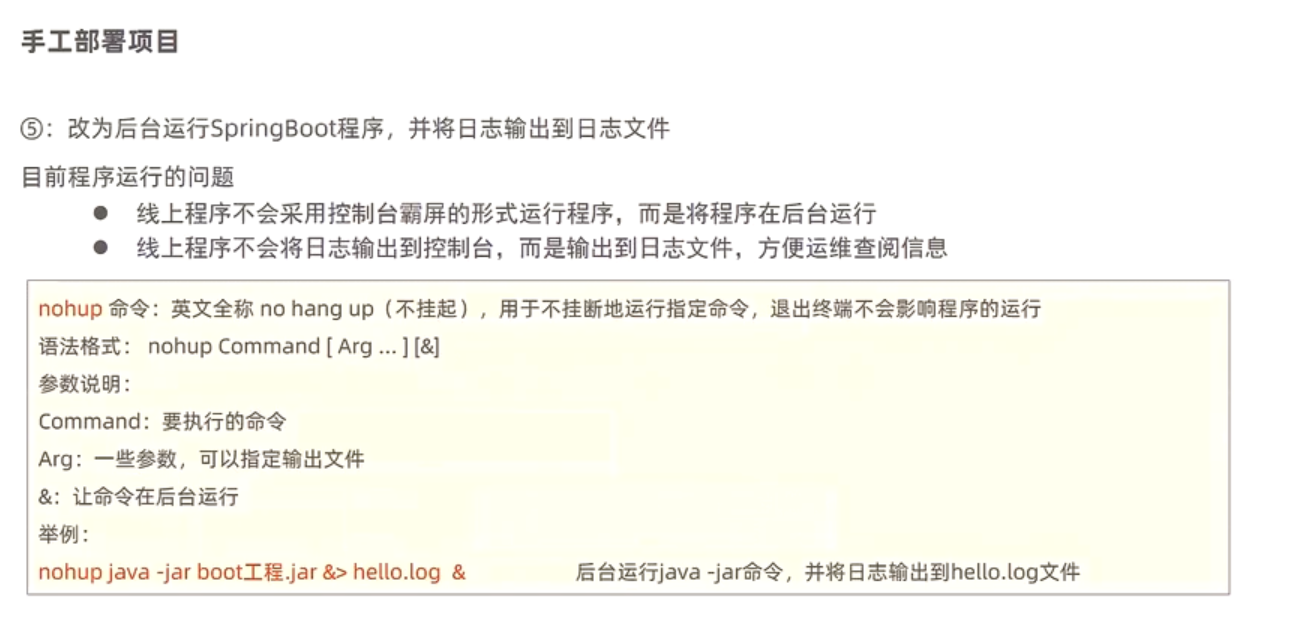 手工部署项目
⑤：改为后台运行SpringBoot程序，并将日志输出到日志文件
目前程序运行的问题
● 线上程序不会采用控制台霸屏的形式运行程序，而是将程序在后台运行
● 线上程序不会将日志输出到控制台，而是输出到日志文件，方便运维查阅信息
nohup 命令：英文全称 no hang up（不挂起），用于不挂断地运行指定命令，退出终端不会影响程序的运行
语法格式： nohup Command [ Arg … ] [&]
参数说明：
Command：要执行的命令
Arg：一些参数，可以指定输出文件
&：让命令在后台运行
举例：
nohup java -jar boot工程.jar &> hello.log & 后台运行java -jar命令，并将日志输出到hello.log文件